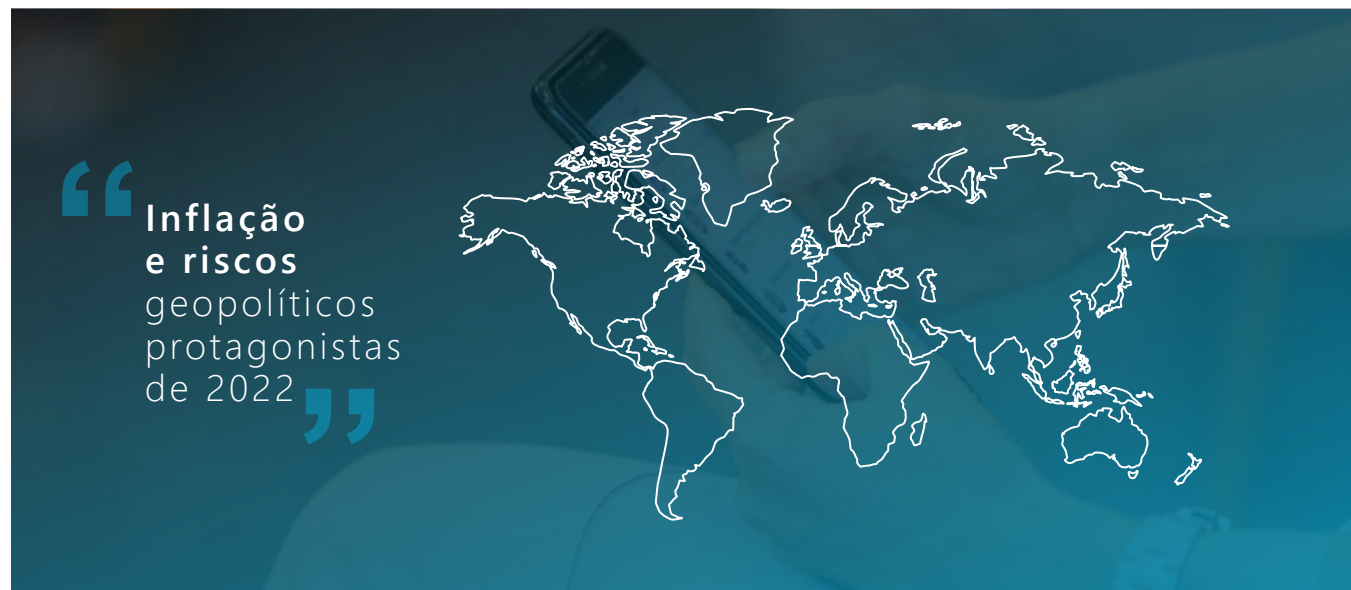 “Inflação
e riscos
geopolíticos
protagonistas
de 2022”